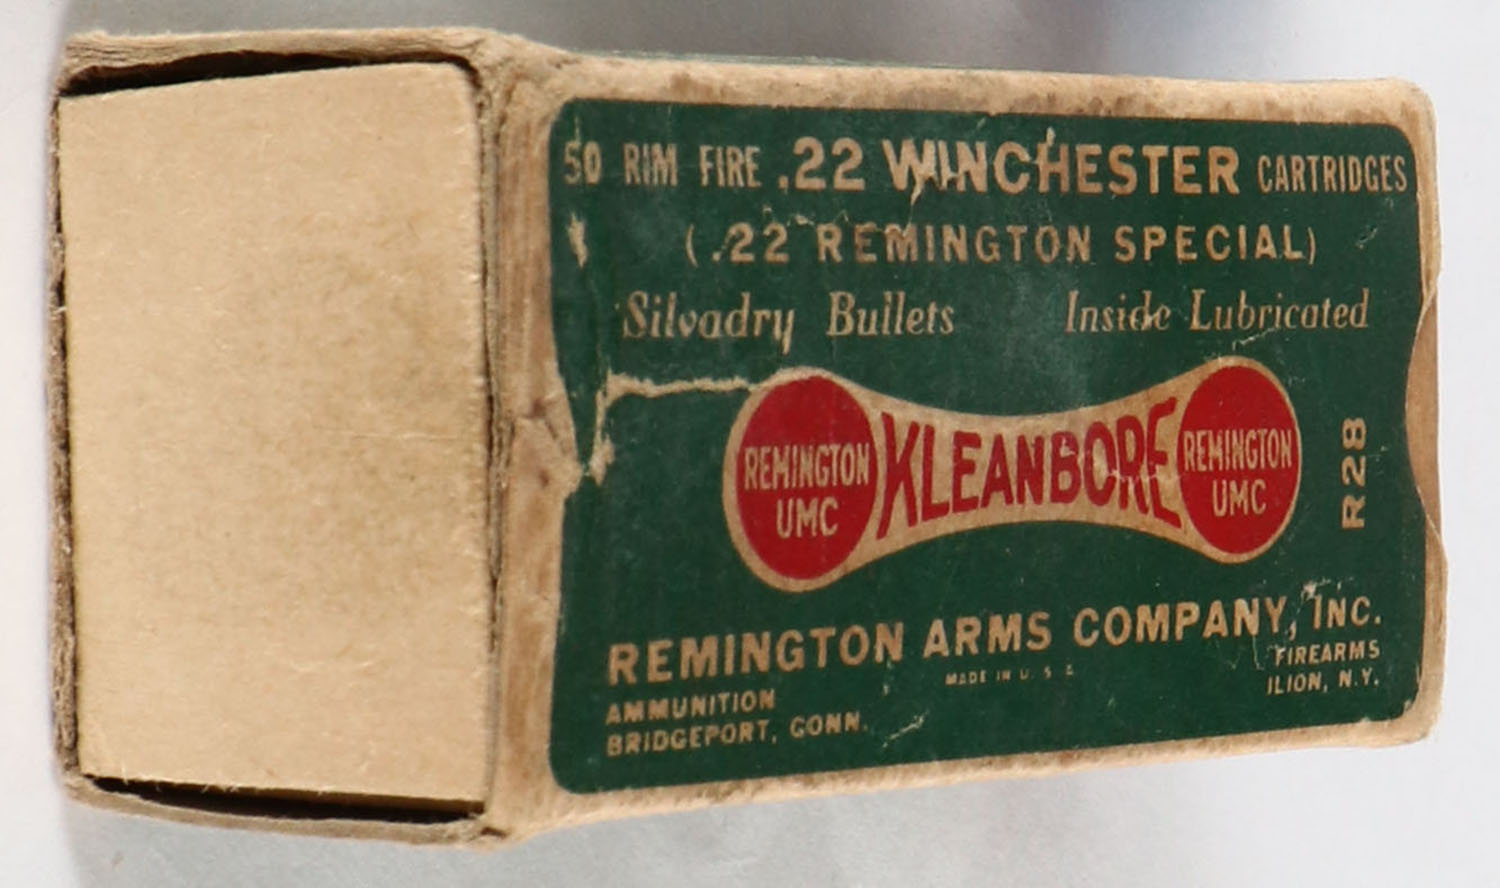 50 RIM FIRE .22 WINCHESTER CARTRIDGES
(.22 REMINGTON SPECIAL)
Silvadry Bullets Inside Lubricated
REMINGTON UMC
KLEANBORE
REMINGTON UMC
R28
REMINGTON ARMS COMPANY, INC.
MADE IN U. S. A.
AMMUNITION
BRIDGEPORT, CONN.
FIREARMS
ILION, N.Y.